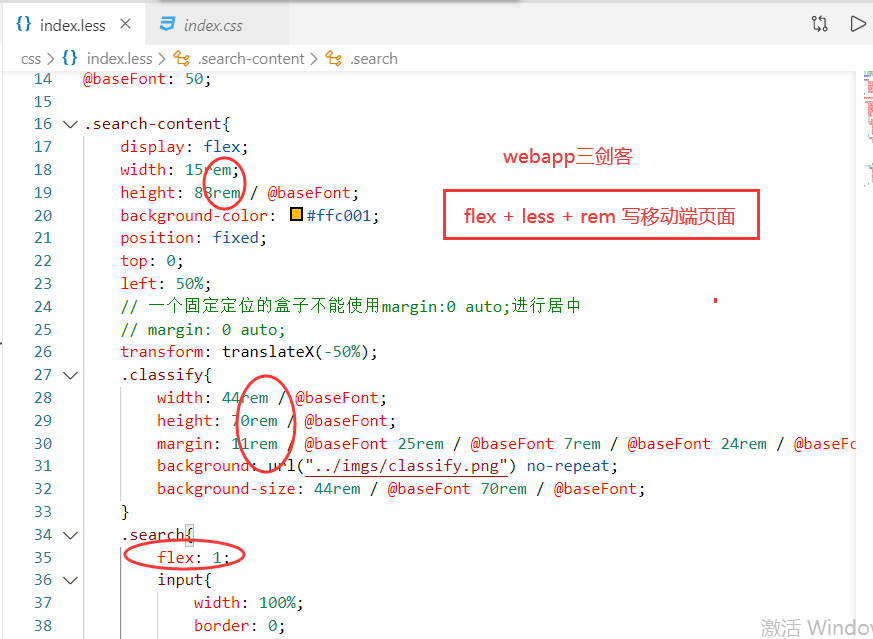 index.less
index.css
css > index.less > .search-content > .search
14 @baseFont: 50;
15
16 .search-content{
17 display: flex;
18 width: 15rem;
19 height: 88rem / @baseFont;
20 background-color: #ffc001;
21 position: fixed;
22 top: 0;
23 left: 50%;
24 // 一个固定定位的盒子不能使用margin:0 auto;进行居中
25 // margin: 0 auto;
26 transform: translateX(-50%);
27 .classify{
28 width: 44rem / @baseFont;
29 height: 70rem / @baseFont;
30 margin: 11rem / @baseFont 25rem / @baseFont 7rem / @baseFont 24rem / @baseFo
31 background: url("../imgs/classify.png") no-repeat;
32 background-size: 44rem / @baseFont 70rem / @baseFont;
33 }
34 .search{
35 flex: 1;
36 input{
37 width: 100%;
38 border: 0;
webapp三剑客
flex + less + rem 写移动端页面
激活 Window